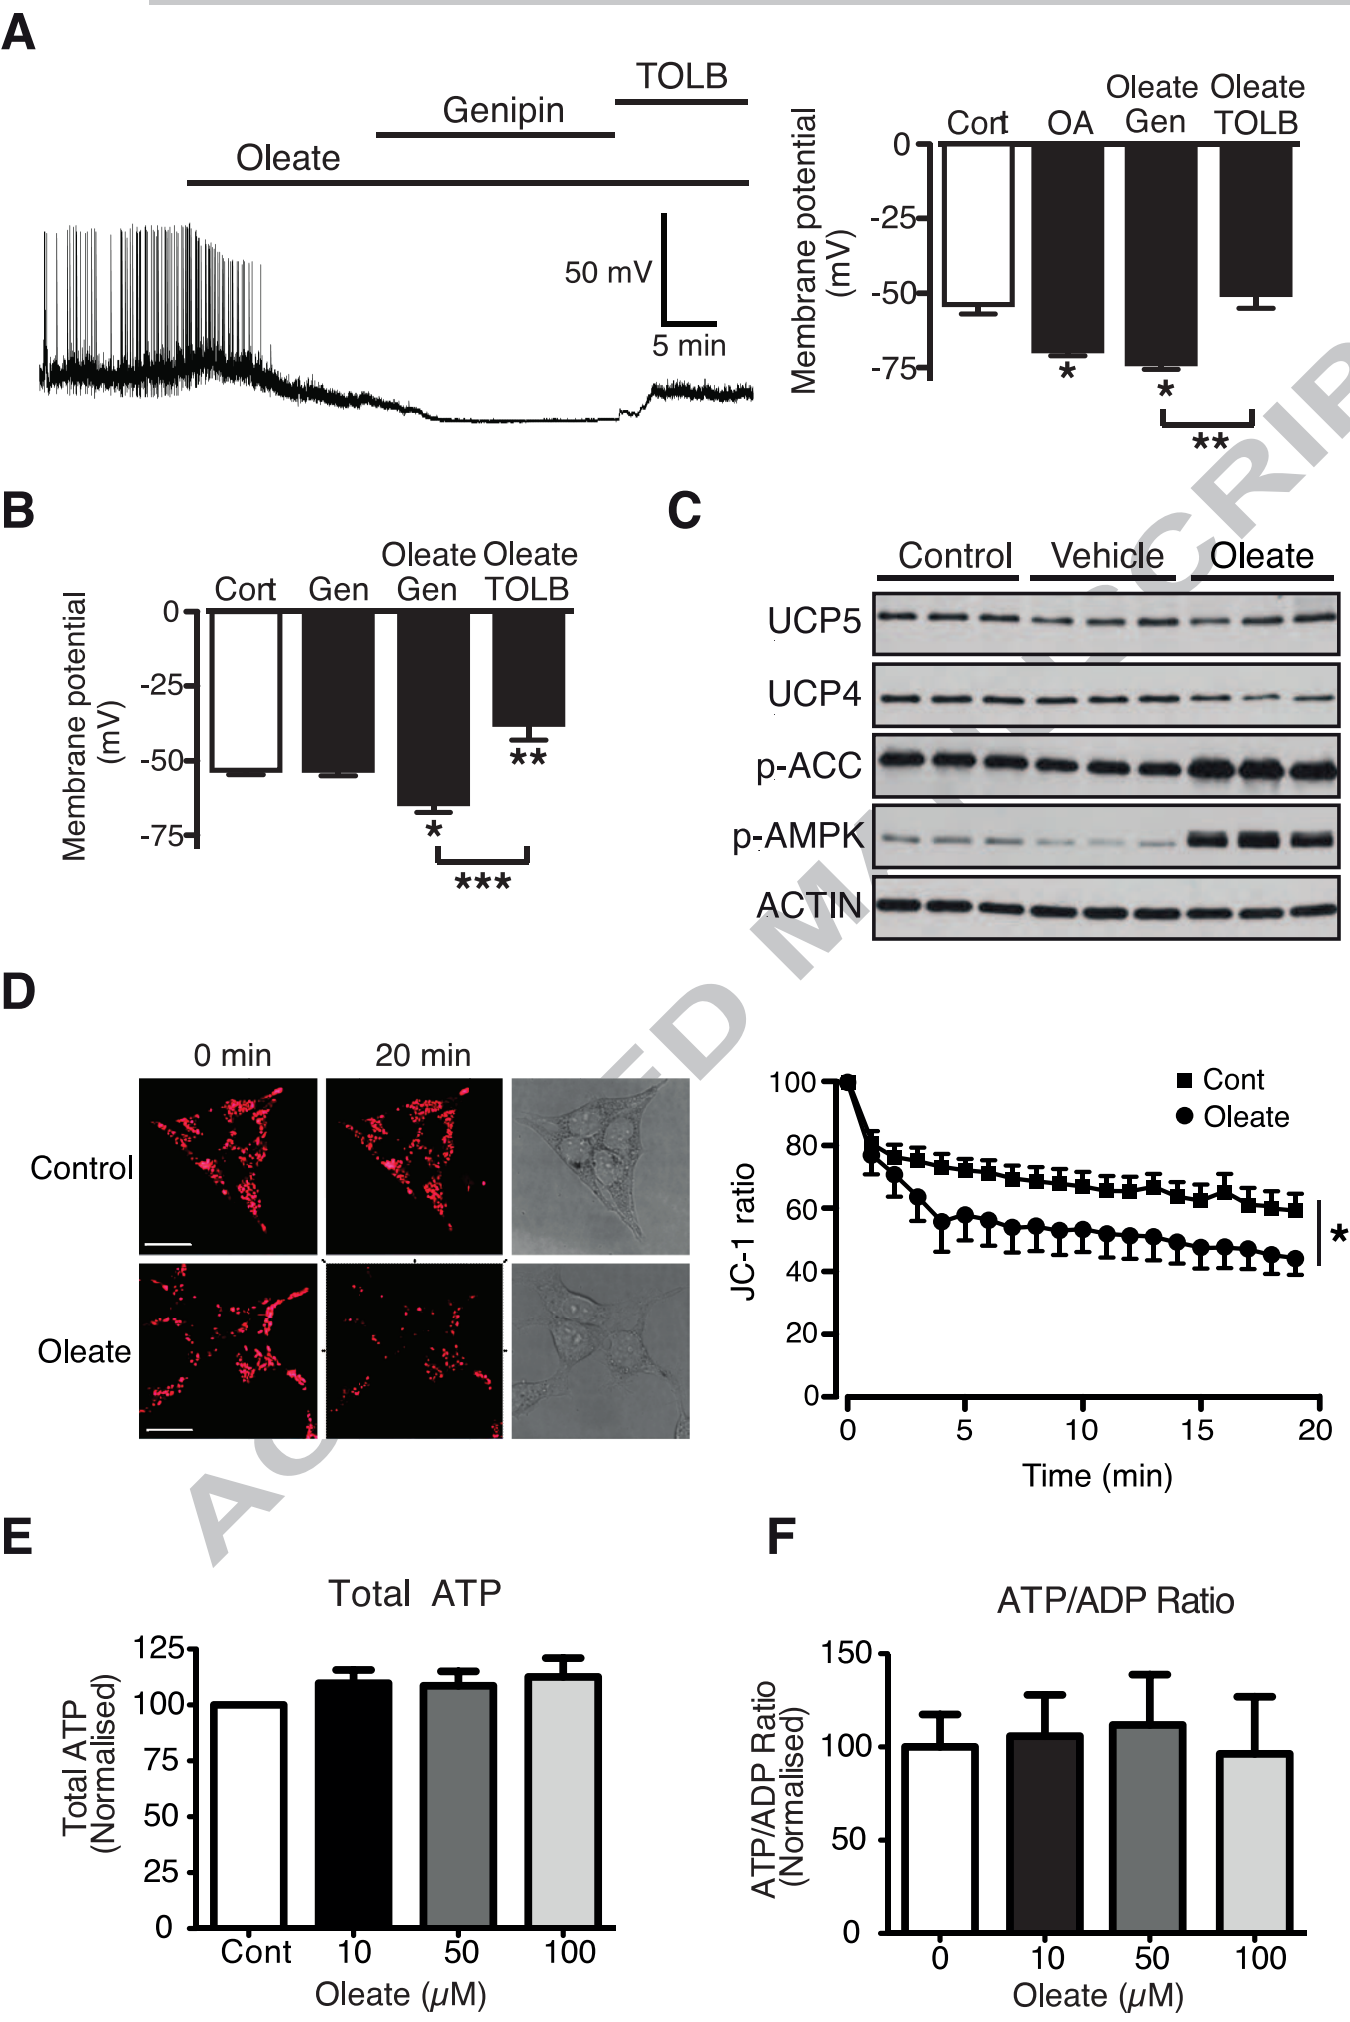 A
TOLB
Genipin
Oleate
50 mV
5 min
Oleate Oleate
Cort OA Gen TOLB
Membrane potential
(mV)
0
-25
-50
-75
*
*
**
B
Oleate Oleate
Cort Gen Gen TOLB
Membrane potential
(mV)
0
-25
-50
-75
*
**
***
C
Control Vehicle Oleate
UCP5
UCP4
p-ACC
p-AMPK
ACTIN
D
0 min 20 min
Control
Oleate
JC-1 ratio
100
80
60
40
20
0
Cont
Oleate
*
0 5 10 15 20
Time (min)
E
Total ATP
Total ATP
(Normalised)
125
100
75
50
25
0
Cont 10 50 100
Oleate (µM)
F
ATP/ADP Ratio
ATP/ADP Ratio
(Normalised)
150
100
50
0
0 10 50 100
Oleate (µM)